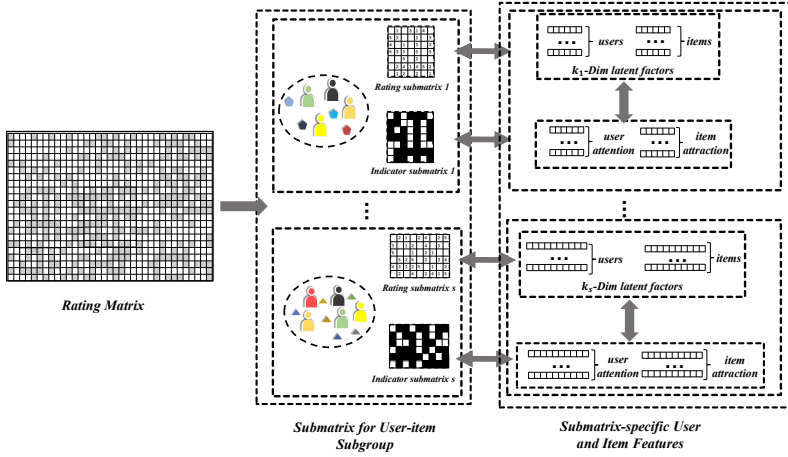 Rating Matrix
Rating submatrix 1
Indicator submatrix 1
Rating submatrix s
Indicator submatrix s
Submatrix for User-item
Subgroup
users
items
k1-Dim latent factors
user
attention
item
attraction
users
items
ks-Dim latent factors
user
attention
item
attraction
Submatrix-specific User
and Item Features